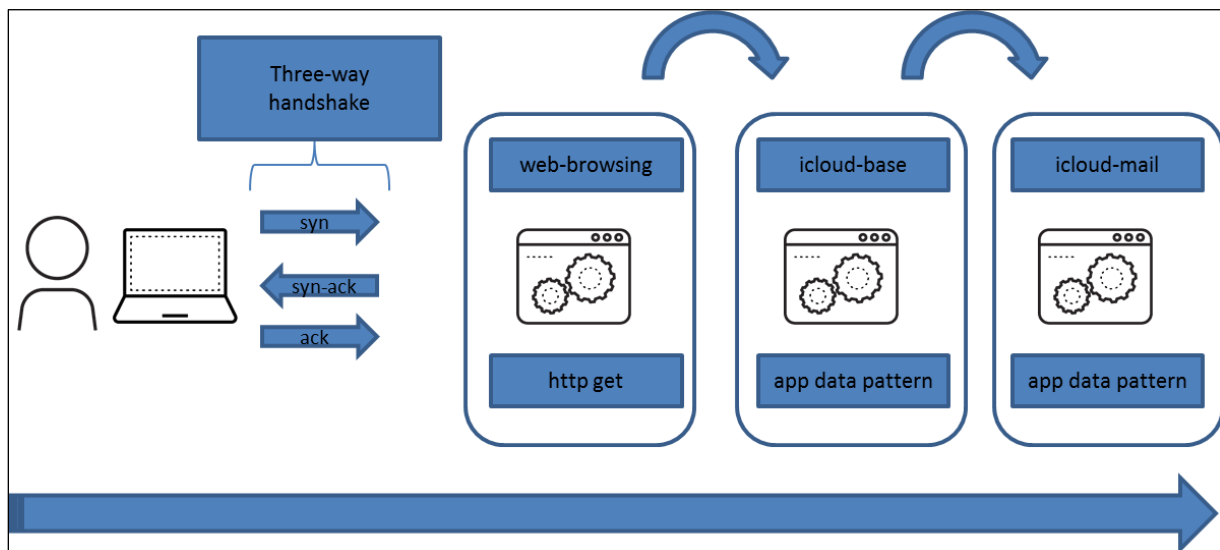 Three-way
handshake
syn
syn-ack
ack
web-browsing
http get
icloud-base
app data pattern
icloud-mail
app data pattern